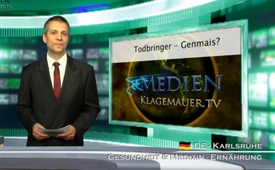 Todbringer – Genmais?
MEDIEN
KLAGEMAUER.TV
DE - KARLSRUHE
GESUNDHEIT & MEDIZIN - ERNÄHRUNG